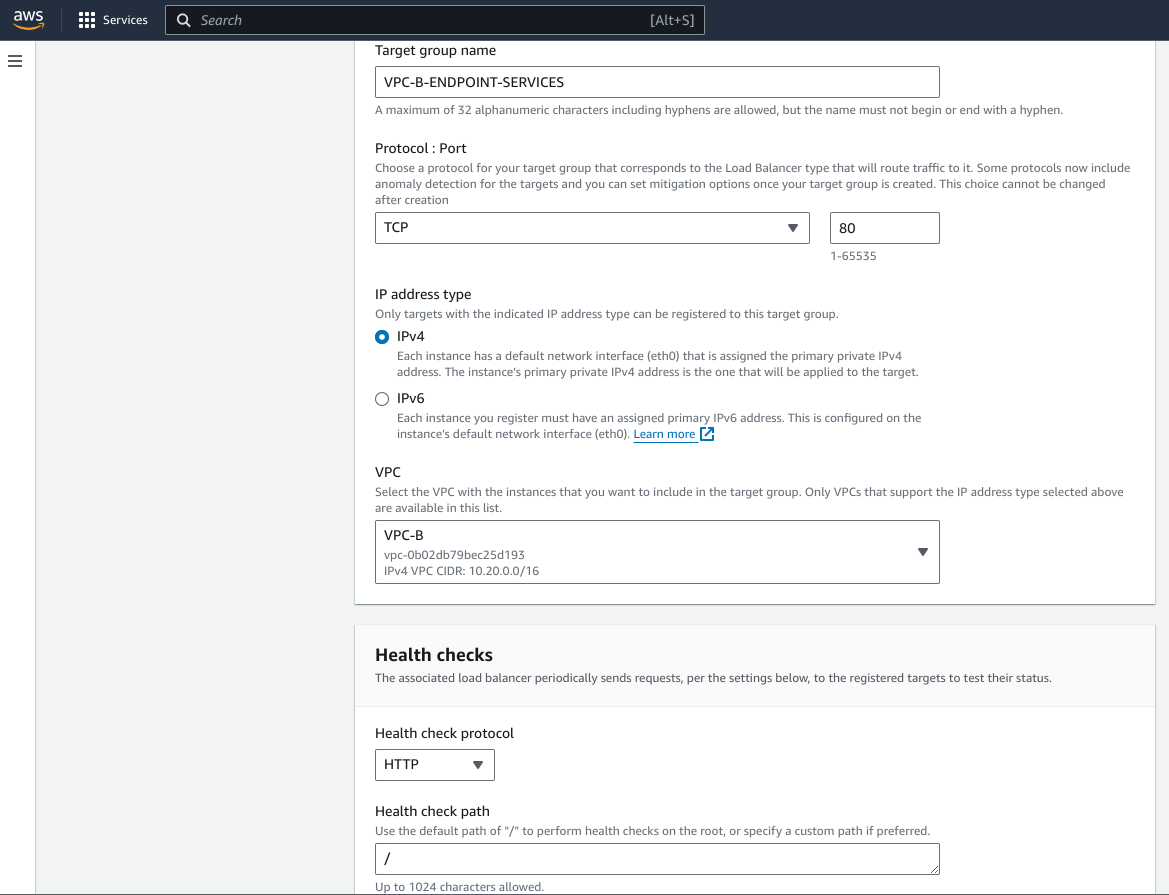 aws
Services
Search
[Alt+S]
Target group name
VPC-B-ENDPOINT-SERVICES
A maximum of 32 alphanumeric characters including hyphens are allowed, but the name must not begin or end with a hyphen.
Protocol : Port
Choose a protocol for your target group that corresponds to the Load Balancer type that will route traffic to it. Some protocols now include
anomaly detection for the targets and you can set mitigation options once your target group is created. This choice cannot be changed
after creation
TCP
80
1-65535
IP address type
Only targets with the indicated IP address type can be registered to this target group.
IPv4
Each instance has a default network interface (eth0) that is assigned the primary private IPv4
address. The instance's primary private IPv4 address is the one that will be applied to the target.
IPv6
Each instance you register must have an assigned primary IPv6 address. This is configured on the
instance's default network interface (eth0). Learn more
VPC
Select the VPC with the instances that you want to include in the target group. Only VPCs that support the IP address type selected above
are available in this list.
VPC-B
vpc-0b02db79bec25d193
IPv4 VPC CIDR: 10.20.0.0/16
Health checks
The associated load balancer periodically sends requests, per the settings below, to the registered targets to test their status.
Health check protocol
HTTP
Health check path
Use the default path of "/" to perform health checks on the root, or specify a custom path if preferred.
/
Up to 1024 characters allowed.